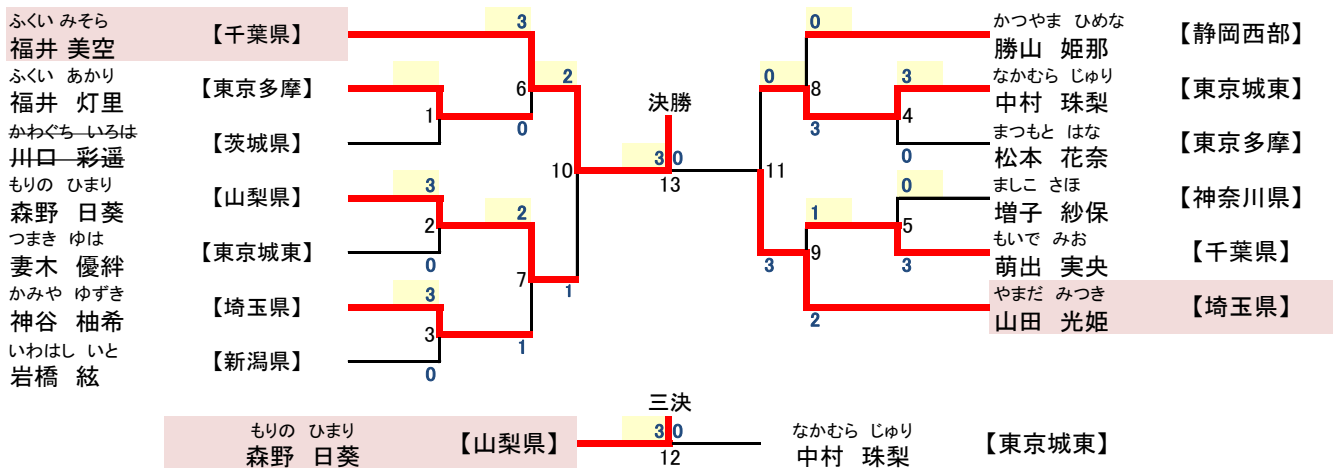 ふくい みそら
福井 美空
【千葉県】
ふくい あかり
福井 灯里
【東京多摩】
かわぐち いろは
川口 彩遥
【茨城県】
もりの ひまり
森野 日葵
【山梨県】
つまき ゆは
妻木 優絆
【東京城東】
かみや ゆずき
神谷 柚希
【埼玉県】
いわはし いと
岩橋 絃
【新潟県】
3
6
0
1
3
2
0
3
3
0
2
7
1
2
10
1
決勝
3 0
13
0
11
3
0
8
3
1
9
2
3
4
0
0
5
3
かつやま ひめな
勝山 姫那
【静岡西部】
なかむら じゅり
中村 珠梨
【東京城東】
まつもと はな
松本 花奈
【東京多摩】
ましこ さほ
増子 紗保
【神奈川県】
もいで みお
萌出 実央
【千葉県】
やまだ みつき
山田 光姫
【埼玉県】
もりの ひまり
森野 日葵
【山梨県】
三決
3 0
12
なかむら じゅり
中村 珠梨
【東京城東】